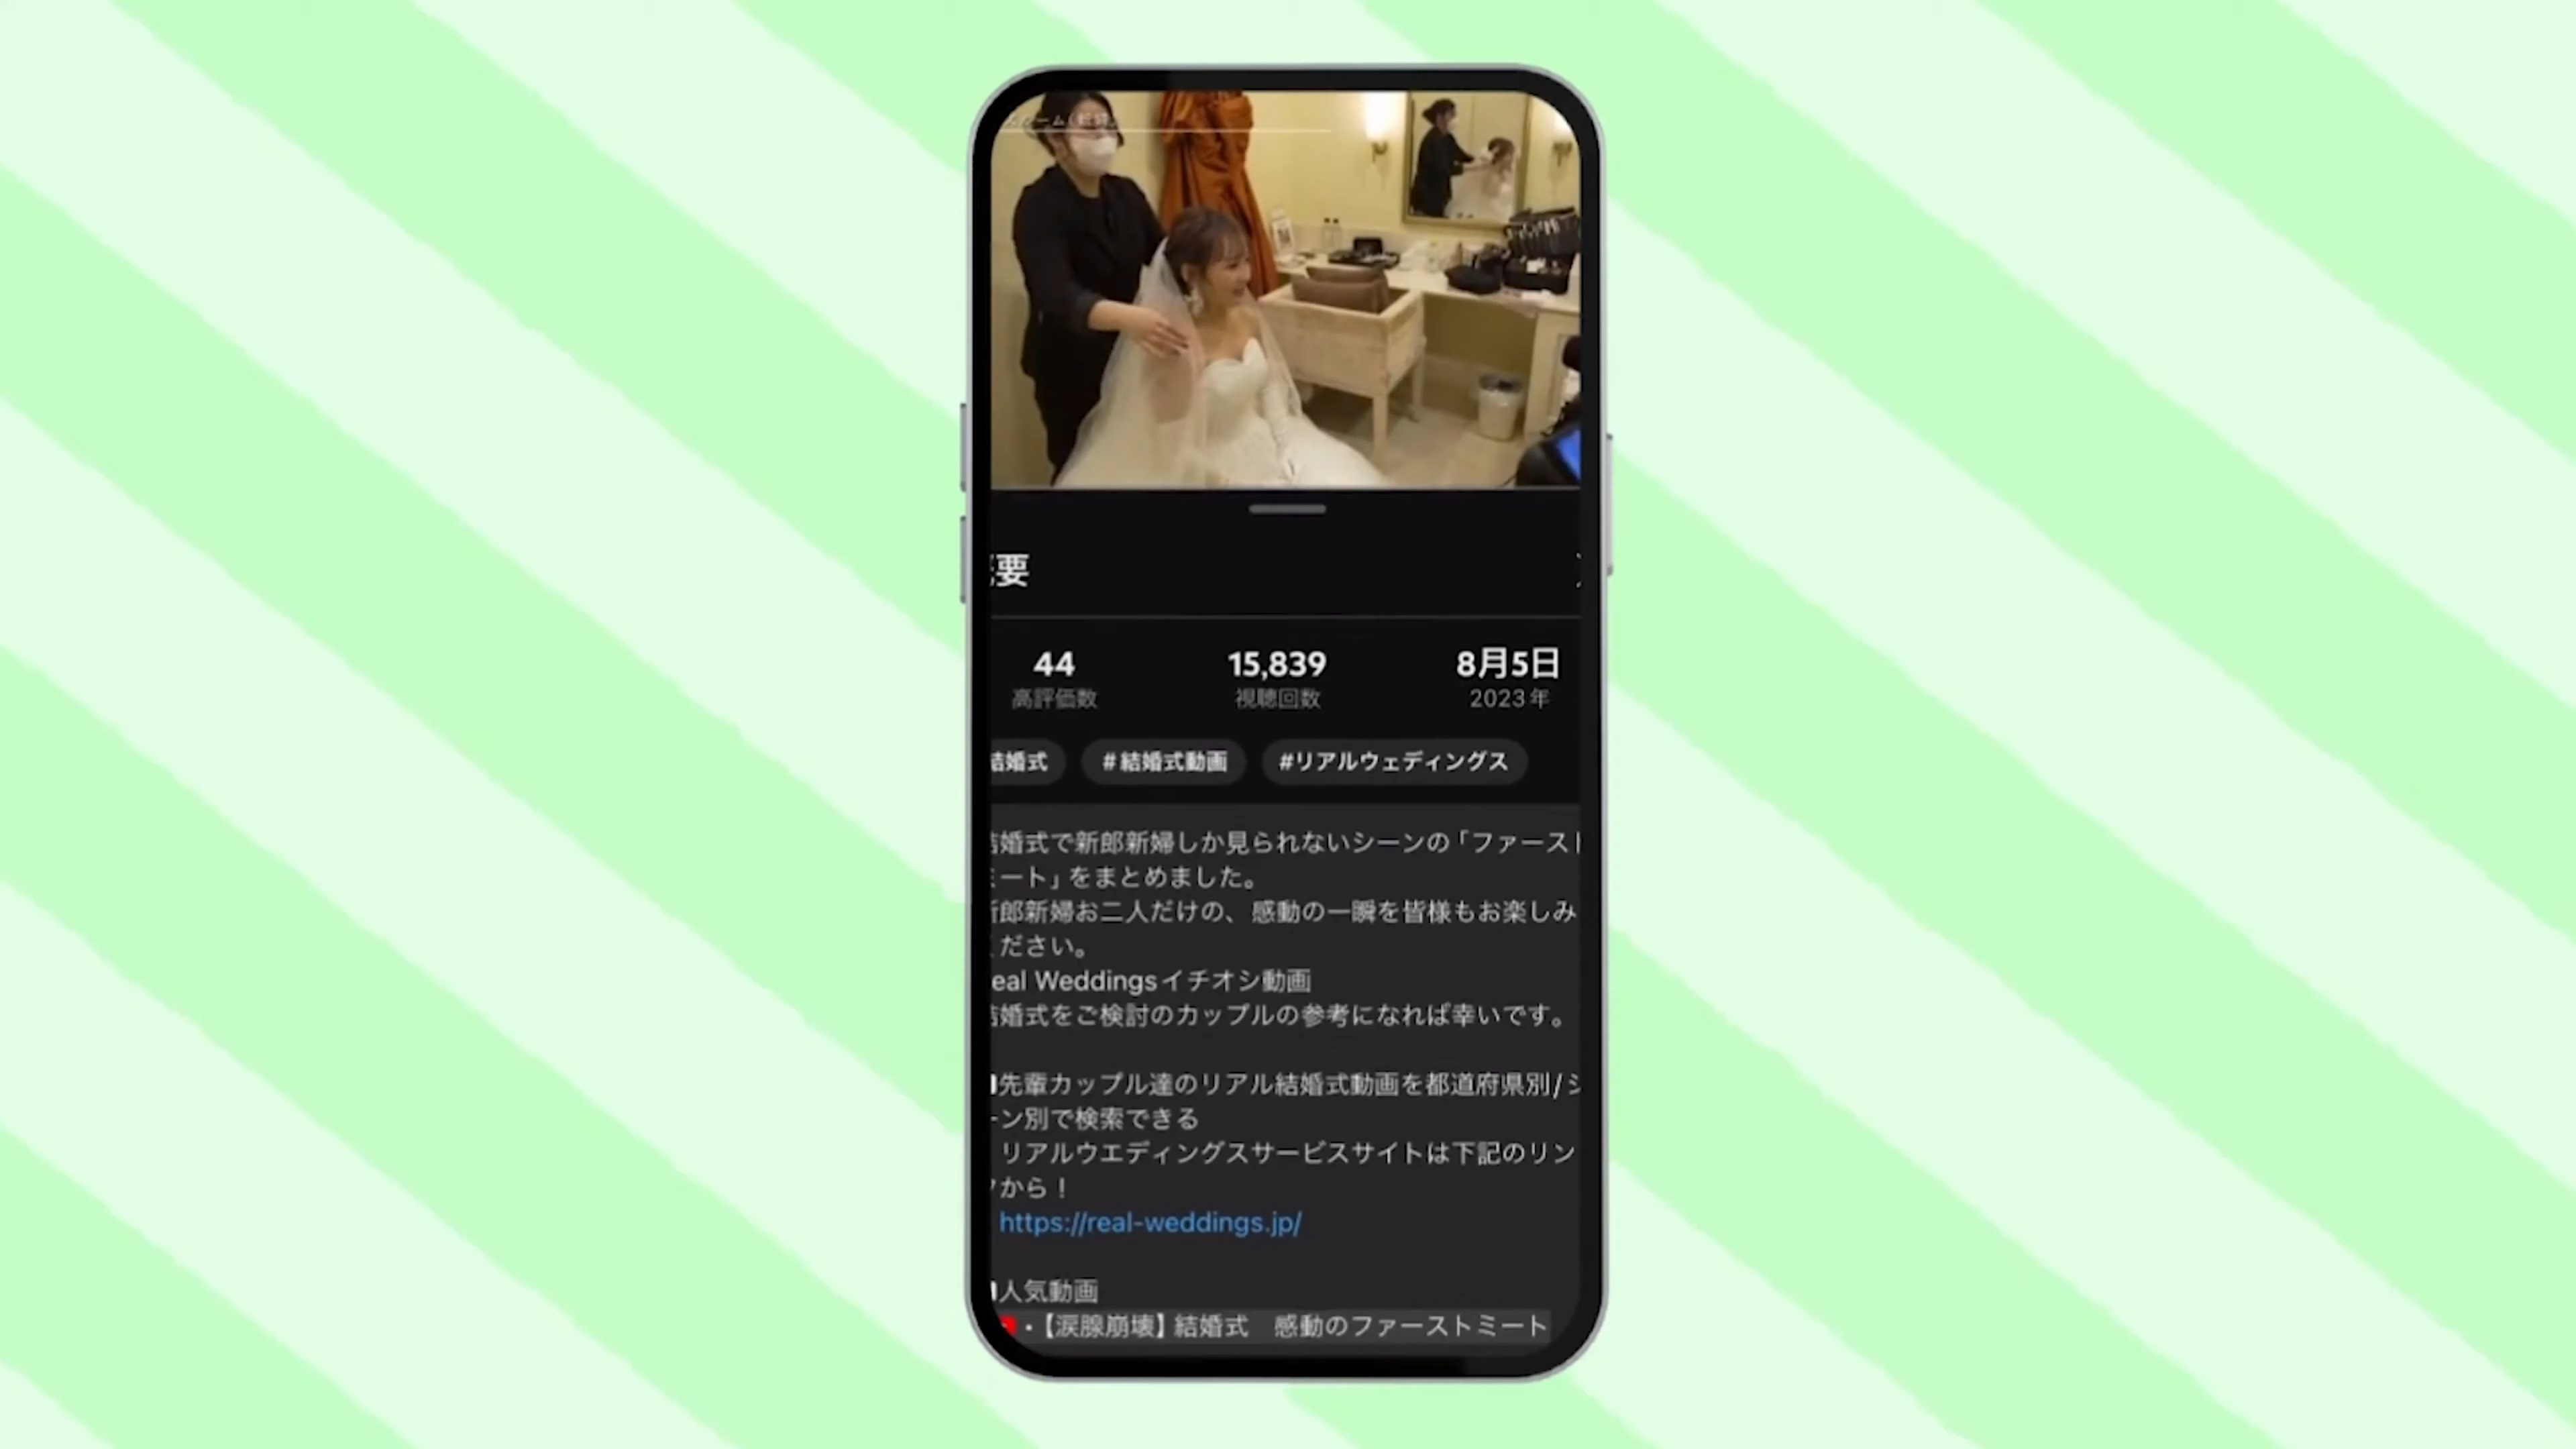 要
44
15,839
8月5日
高評価数
視聴回数
2023年
結婚式
#結婚式動画
#リアルウェディングス
結婚式で新郎新婦しか見られないシーンの「ファースト
ート」をまとめました。
新郎新婦お二人だけの、感動の一瞬を皆様もお楽しみ
ください。
eal Weddingsイチオシ動画
結婚式をご検討のカップルの参考になれば幸いです。
先輩カップル達のリアル結婚式動画を都道府県別/シ
ーン別で検索できる
リアルウエディングスサービスサイトは下記のリン
クから！
https://real-weddings.jp/
人気動画
・【涙腺崩壊】結婚式　感動のファーストミート